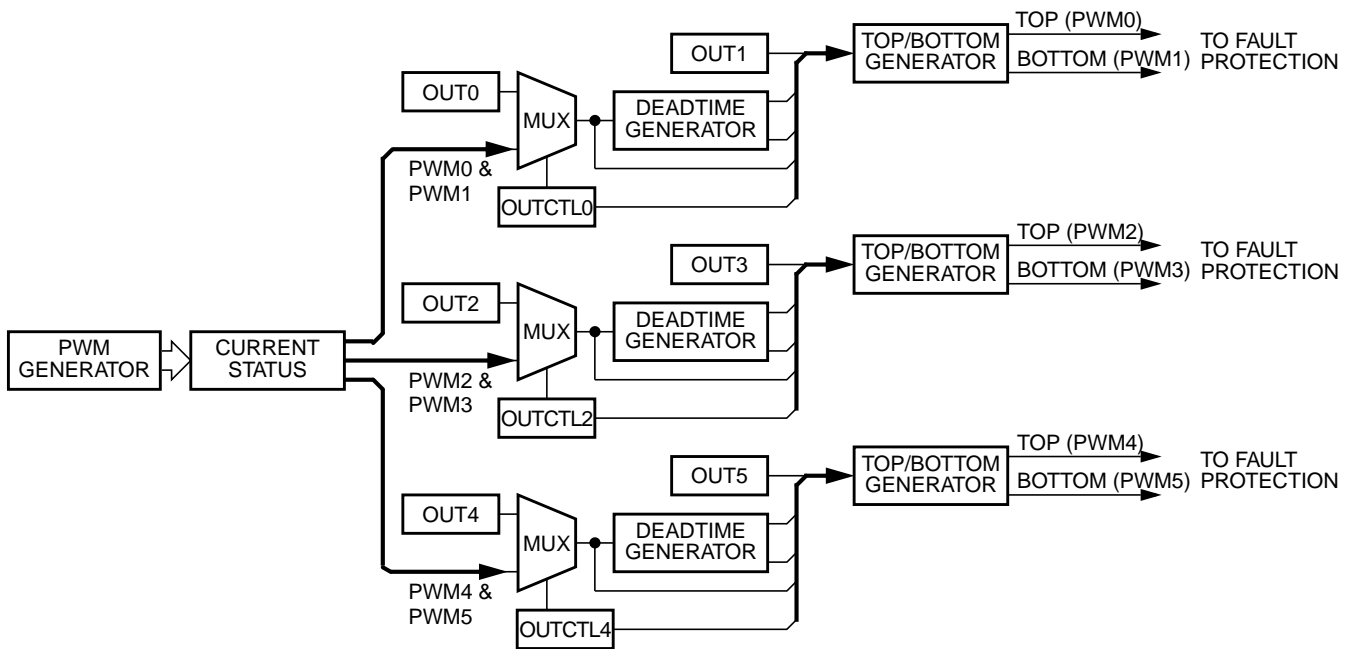 TOP (PWM0)
OUT1
TOP/BOTTOM
GENERATOR
BOTTOM (PWM1)
TO FAULT
PROTECTION
OUT0
MUX
DEADTIME
GENERATOR
PWM0 &
PWM1
OUTCTL0
TOP (PWM2)
OUT3
TOP/BOTTOM
GENERATOR
BOTTOM (PWM3)
TO FAULT
PROTECTION
OUT2
MUX
DEADTIME
GENERATOR
PWM
GENERATOR
CURRENT
STATUS
PWM2 &
PWM3
OUTCTL2
TOP (PWM4)
OUT5
TOP/BOTTOM
GENERATOR
BOTTOM (PWM5)
TO FAULT
PROTECTION
OUT4
MUX
DEADTIME
GENERATOR
PWM4 &
PWM5
OUTCTL4